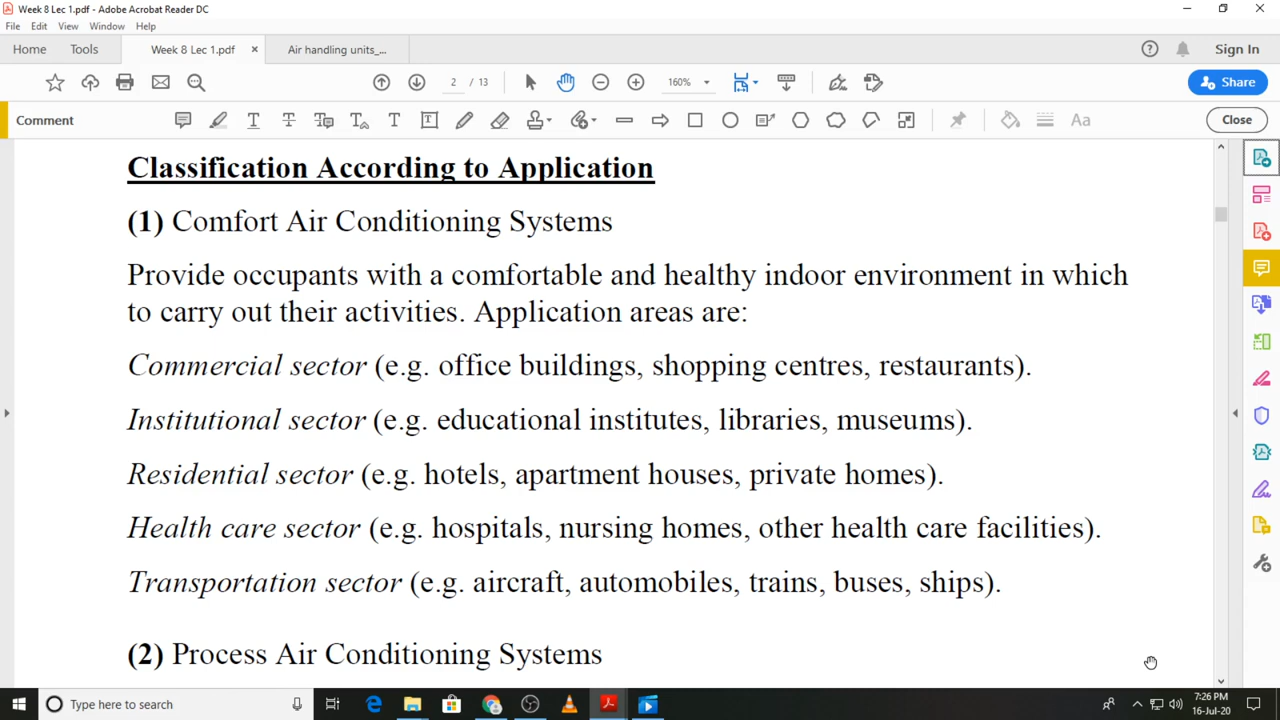 Week 8 Lec 1.pdf - Adobe Acrobat Reader DC
File Edit View Window Help
Home Tools Week 8 Lec 1.pdf × Air handling units_... Sign In
2 / 13 160% Share
Comment Aa Close
Classification According to Application
(1) Comfort Air Conditioning Systems
Provide occupants with a comfortable and healthy indoor environment in which
to carry out their activities. Application areas are:
Commercial sector (e.g. office buildings, shopping centres, restaurants).
Institutional sector (e.g. educational institutes, libraries, museums).
Residential sector (e.g. hotels, apartment houses, private homes).
Health care sector (e.g. hospitals, nursing homes, other health care facilities).
Transportation sector (e.g. aircraft, automobiles, trains, buses, ships).
(2) Process Air Conditioning Systems
Type here to search
7:26 PM
16-Jul-20